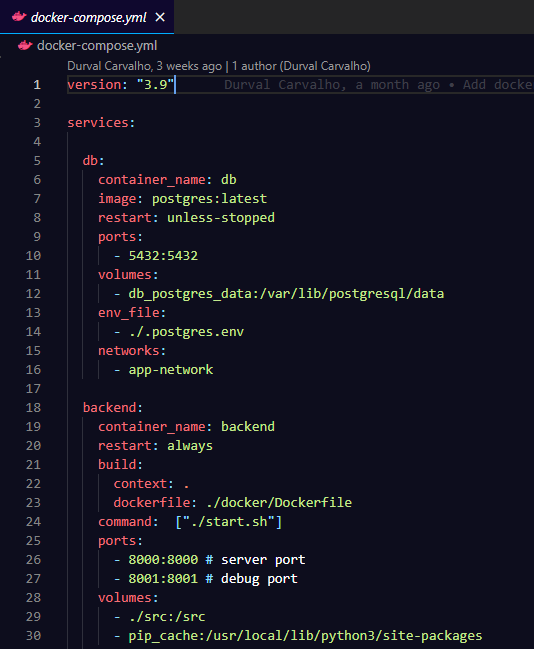 docker-compose.yml ×
docker-compose.yml
Durval Carvalho, 3 weeks ago | 1 author (Durval Carvalho)
1 version: "3.9" Durval Carvalho, a month ago • Add docke
2
3 services:
4
5 db:
6 container_name: db
7 image: postgres:latest
8 restart: unless-stopped
9 ports:
10 - 5432:5432
11 volumes:
12 - db_postgres_data:/var/lib/postgresql/data
13 env_file:
14 - ./.postgres.env
15 networks:
16 - app-network
17
18 backend:
19 container_name: backend
20 restart: always
21 build:
22 context: .
23 dockerfile: ./docker/Dockerfile
24 command:  ["./start.sh"]
25 ports:
26 - 8000:8000 # server port
27 - 8001:8001 # debug port
28 volumes:
29 - ./src:/src
30 - pip_cache:/usr/local/lib/python3/site-packages